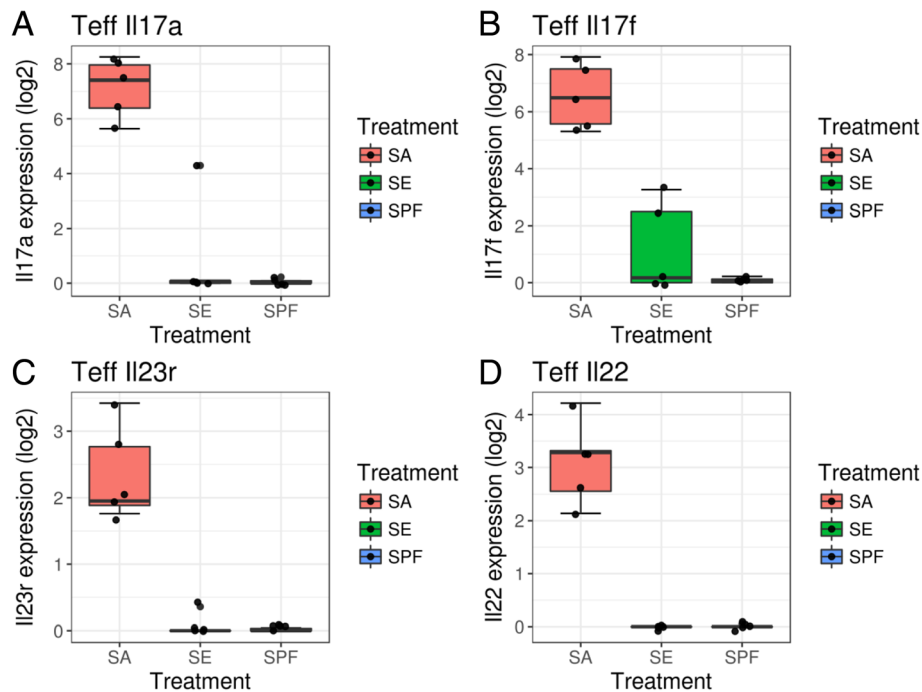 A Teff Il17a
Il17a expression (log2)
8
6
4
2
0
SA SE SPF
Treatment
Treatment
SA
SE
SPF
B Teff Il17f
Il17f expression (log2)
8
6
4
2
0
SA SE SPF
Treatment
Treatment
SA
SE
SPF
C Teff Il23r
Il23r expression (log2)
3
2
1
0
SA SE SPF
Treatment
Treatment
SA
SE
SPF
D Teff Il22
Il22 expression (log2)
4
3
2
1
0
SA SE SPF
Treatment
Treatment
SA
SE
SPF